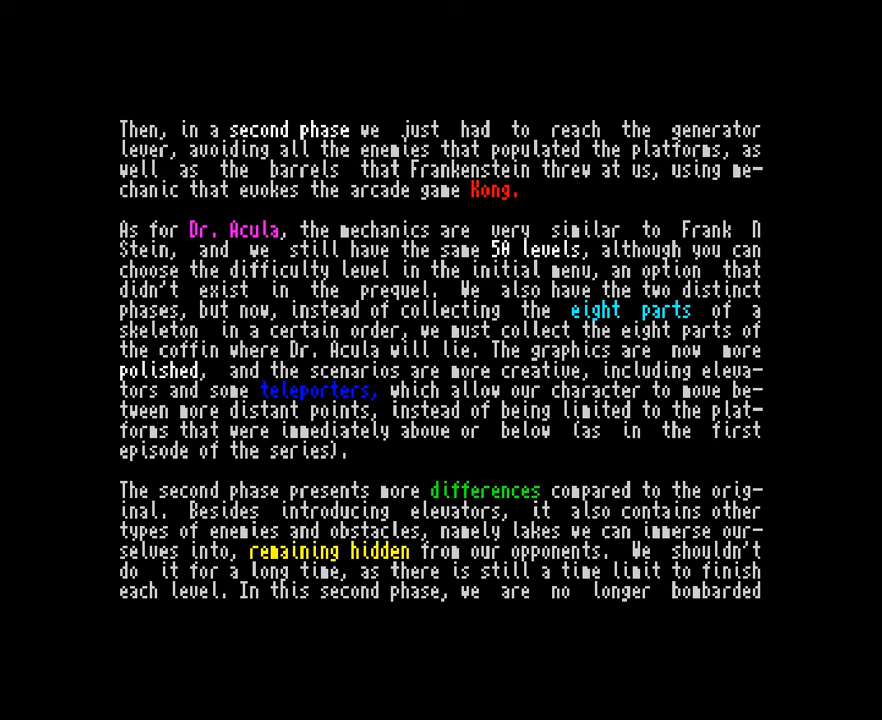 Then, in a second phase we just had to reach the generator
lever, avoiding all the enemies that populated the platforms, as
well as the barrels that Frankenstein threw at us, using me-
chanic that evokes the arcade game Kong.
As for Dr. Acula, the mechanics are very similar to Frank N
Stein, and we still have the same 50 levels, although you can
choose the difficulty level in the initial menu, an option that
didn't exist in the prequel. We also have the two distinct
phases, but now, instead of collecting the eight parts of a
skeleton in a certain order, we must collect the eight parts of
the coffin where Dr. Acula will lie. The graphics are now more
polished, and the scenarios are more creative, including eleva-
tors and some teleporters, which allow our character to move be-
tween more distant points, instead of being limited to the plat-
forms that were immediately above or below (as in the first
episode of the series).
The second phase presents more differences compared to the orig-
inal. Besides introducing elevators, it also contains other
types of enemies and obstacles, namely lakes we can immerse our-
selves into, remaining hidden from our opponents. We shouldn't
do it for a long time, as there is still a time limit to finish
each level. In this second phase, we are no longer bombarded